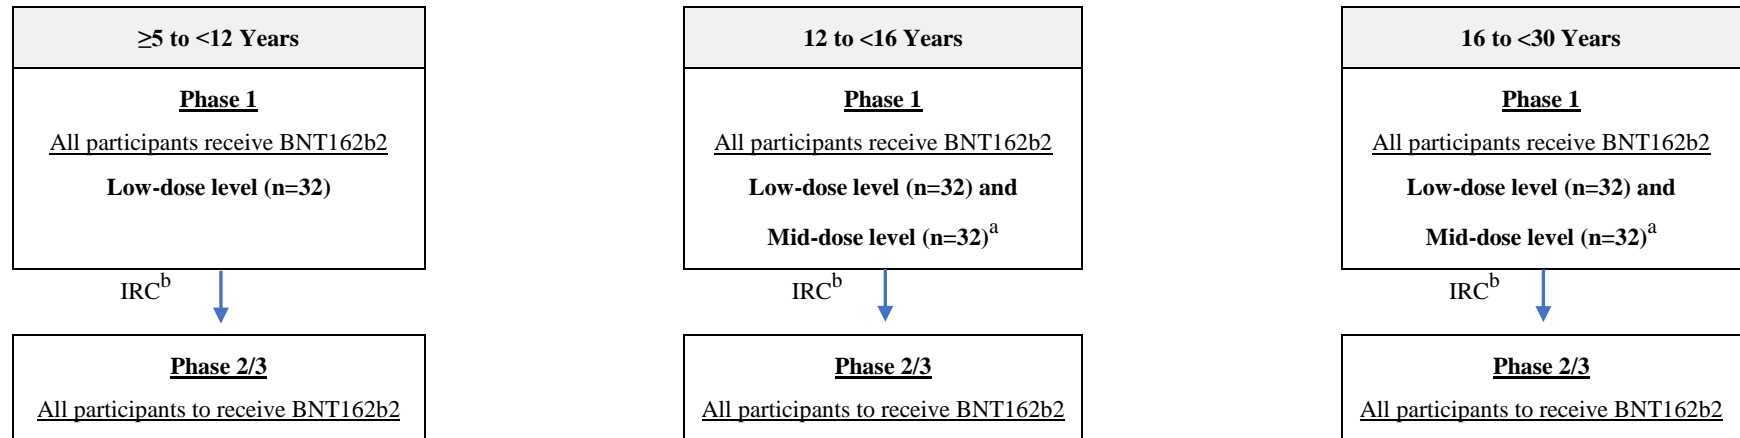 ≥5 to <12 Years
Phase 1
All participants receive BNT162b2
Low-dose level (n=32)
IRCb
Phase 2/3
All participants to receive BNT162b2
12 to <16 Years
Phase 1
All participants receive BNT162b2
Low-dose level (n=32) and
Mid-dose level (n=32)a
IRCb
Phase 2/3
All participants to receive BNT162b2
16 to <30 Years
Phase 1
All participants receive BNT162b2
Low-dose level (n=32) and
Mid-dose level (n=32)a
IRCb
Phase 2/3
All participants to receive BNT162b2